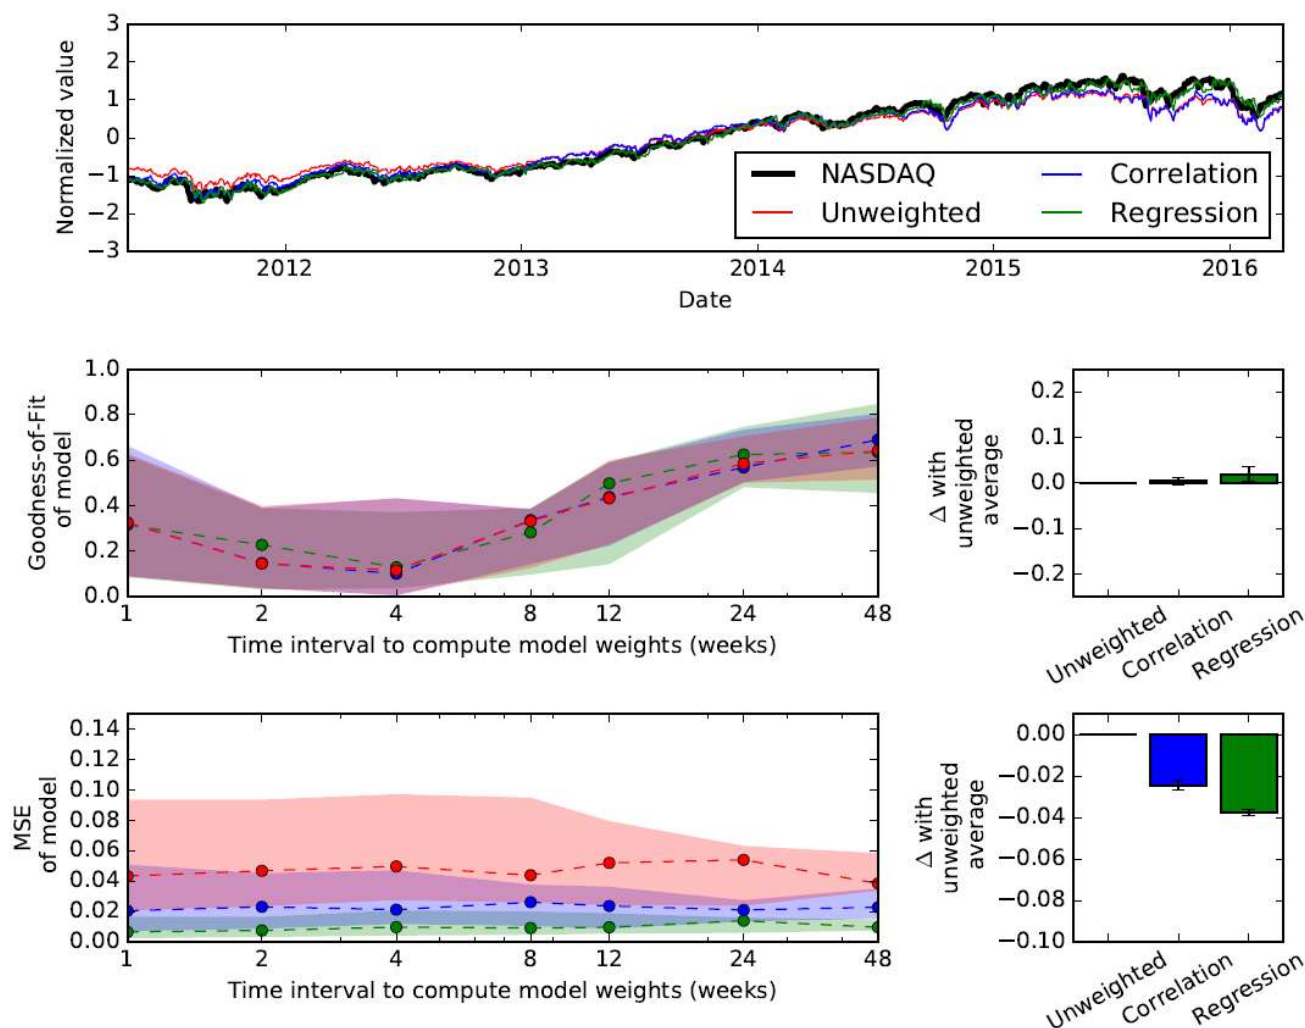 3
2
1
0
−1
−2
−3
Normalized value
NASDAQ
Unweighted
Correlation
Regression
2012 2013 2014 2015 2016
Date
1.0
0.8
0.6
0.4
0.2
0.0
Goodness-of-Fit
of model
1 2 4 8 12 24 48
Time interval to compute model weights (weeks)
0.2
0.1
0.0
−0.1
−0.2
Δ with
unweighted
average
Unweighted
Correlation
Regression
0.14
0.12
0.10
0.08
0.06
0.04
0.02
0.00
MSE
of model
1 2 4 8 12 24 48
Time interval to compute model weights (weeks)
0.00
−0.02
−0.04
−0.06
−0.08
−0.10
Δ with
unweighted
average
Unweighted
Correlation
Regression